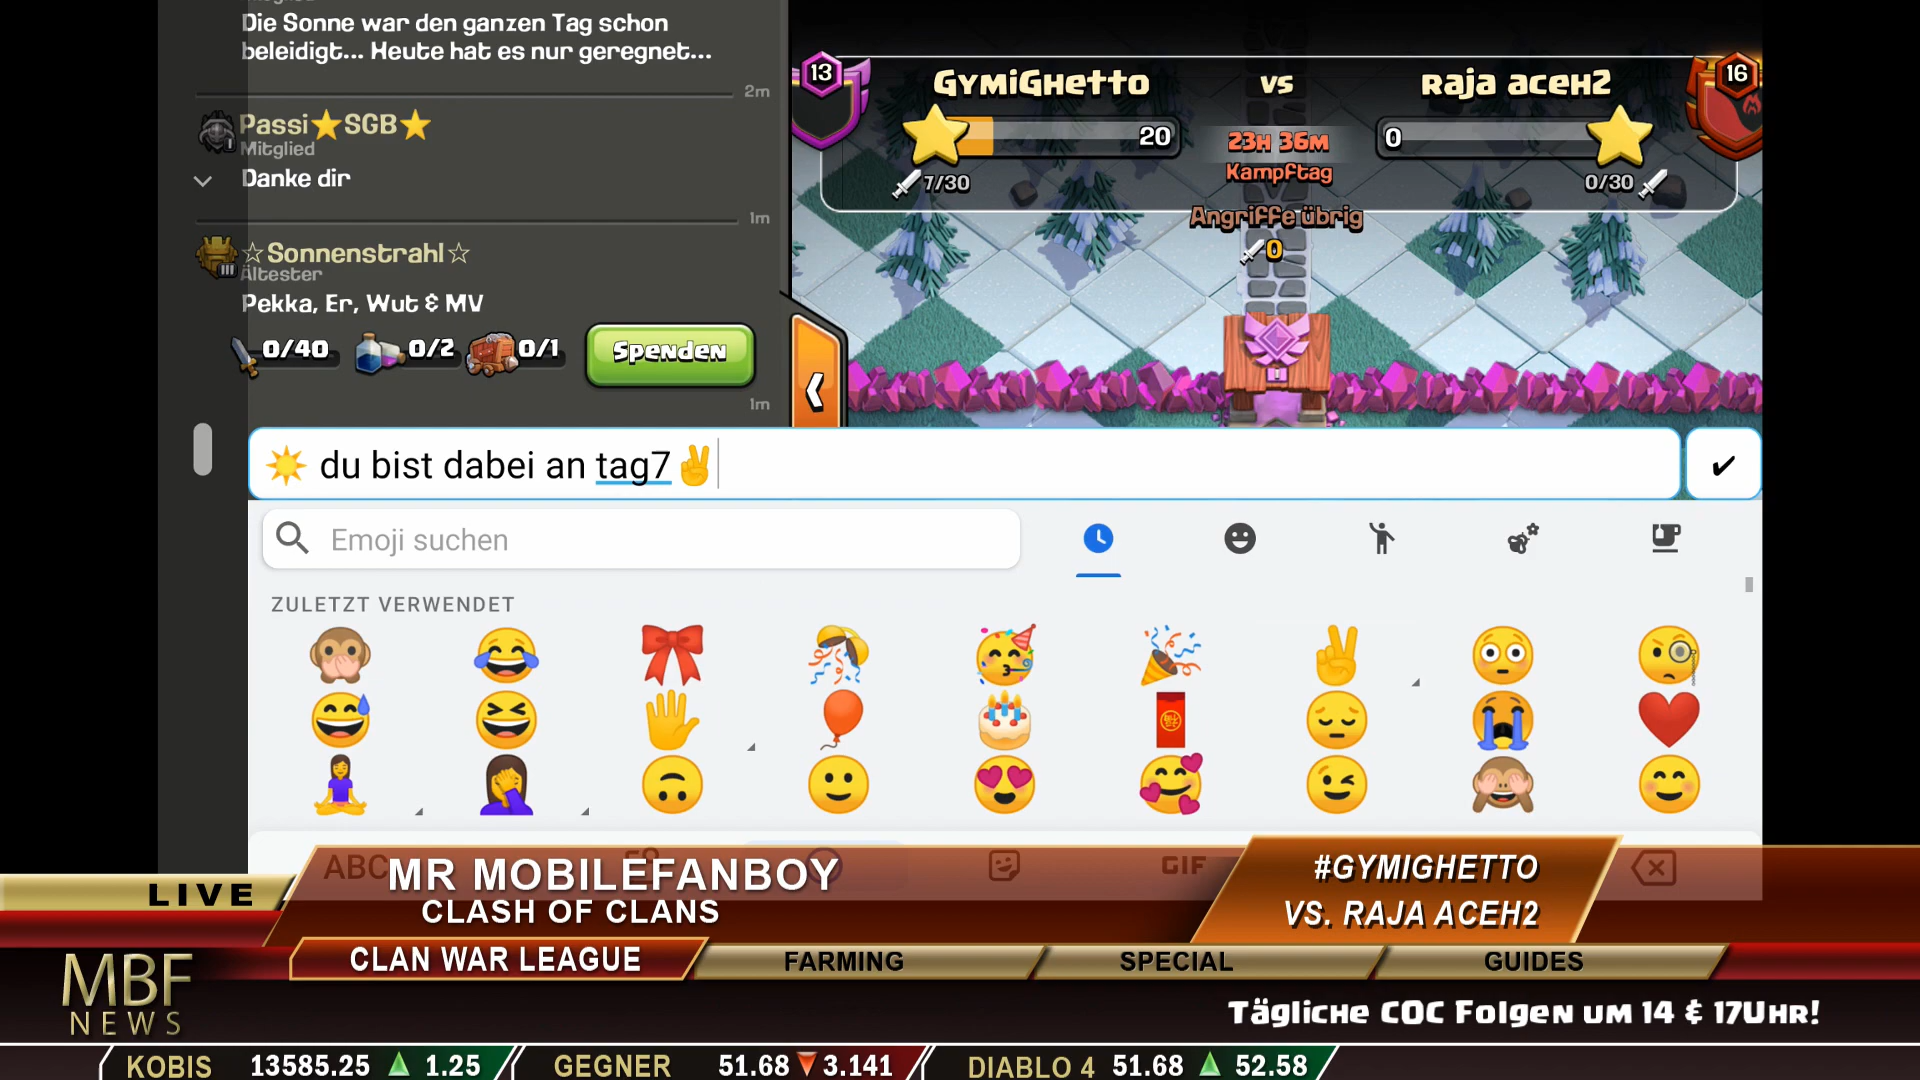 Die Sonne war den ganzen Tag schon
beleidigt... Heute hat es nur geregnet...
2m
Passi⭐SGB⭐
Mitglied
Danke dir
1m
☆Sonnenstrahl☆
Ältester
Pekka, Er, Wut & MV
0/40 0/2 0/1 Spenden
1m
13 GYMiGHetto vs Raja aceh2 16
20 23H 36M 0
7/30 Kampftag 0/30
Angriffe übrig
0
☀️ du bist dabei an tag7✌️
Emoji suchen
ZULETZT VERWENDET
ABC GIF
LIVE
MR MOBILEFANBOY
CLASH OF CLANS
#GYMIGHETTO
VS. RAJA ACEH2
CLAN WAR LEAGUE FARMING SPECIAL GUIDES
MBF
NEWS
Tägliche COC Folgen um 14 & 17Uhr!
KOBIS 13585.25 ▲ 1.25 GEGNER 51.68 ▼ 3.141 DIABLO 4 51.68 ▲ 52.58